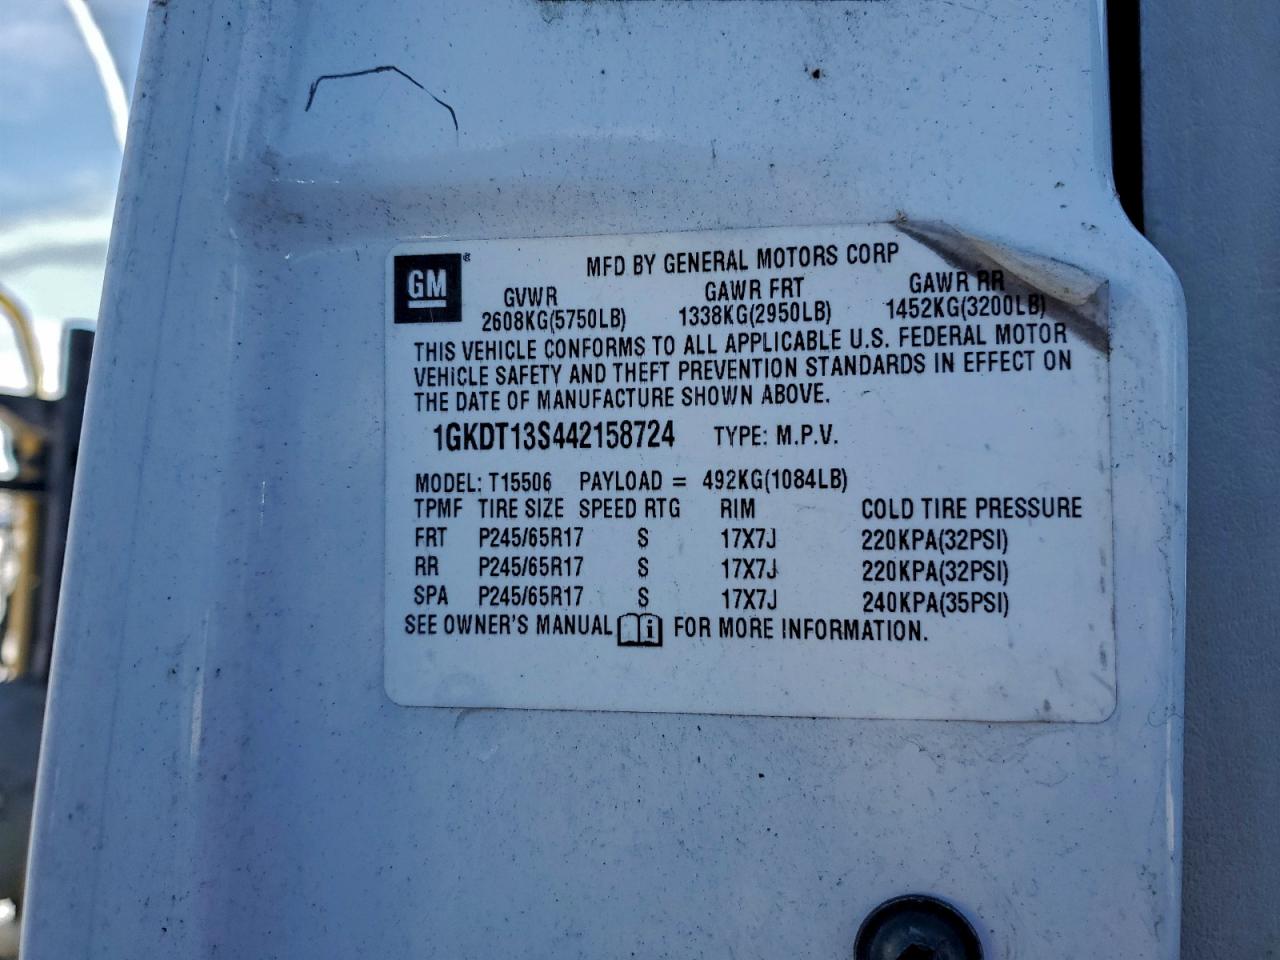 GM®
MFD BY GENERAL MOTORS CORP
GVWR GAWR FRT GAWR RR
2608KG(5750LB) 1338KG(2950LB) 1452KG(3200LB)
THIS VEHICLE CONFORMS TO ALL APPLICABLE U.S. FEDERAL MOTOR
VEHICLE SAFETY AND THEFT PREVENTION STANDARDS IN EFFECT ON
THE DATE OF MANUFACTURE SHOWN ABOVE.
1GKDT13S442158724 TYPE: M.P.V.
MODEL: T15506 PAYLOAD = 492KG(1084LB)
TPMF TIRE SIZE SPEED RTG RIM COLD TIRE PRESSURE
FRT P245/65R17 S 17X7J 220KPA(32PSI)
RR P245/65R17 S 17X7J 220KPA(32PSI)
SPA P245/65R17 S 17X7J 240KPA(35PSI)
SEE OWNER'S MANUAL i FOR MORE INFORMATION.